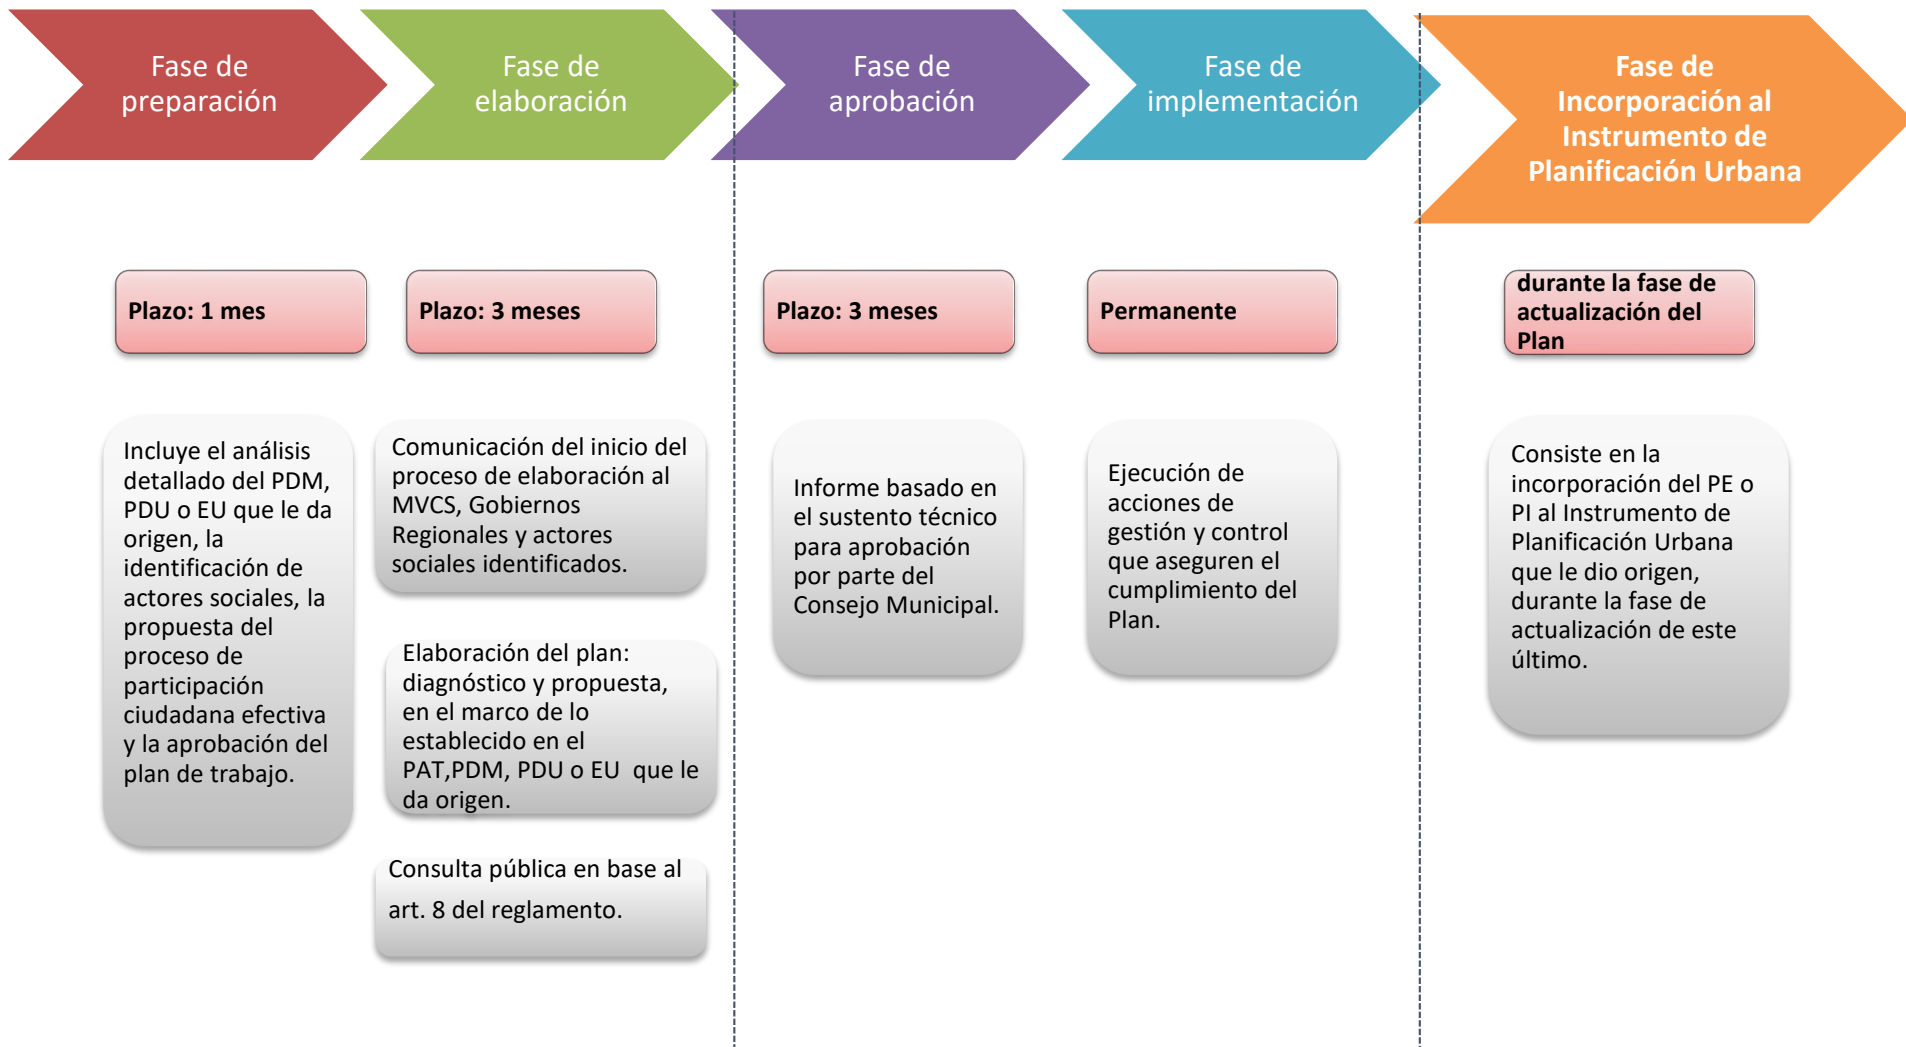 Fase de
preparación
Fase de
elaboración
Fase de
aprobación
Fase de
implementación
Fase de
Incorporación al
Instrumento de
Planificación Urbana
Plazo: 1 mes
Plazo: 3 meses
Plazo: 3 meses
Permanente
durante la fase de
actualización del
Plan
Incluye el análisis
detallado del PDM,
PDU o EU que le da
origen, la
identificación de
actores sociales, la
propuesta del
proceso de
participación
ciudadana efectiva
y la aprobación del
plan de trabajo.
Comunicación del inicio del
proceso de elaboración al
MVCS, Gobiernos
Regionales y actores
sociales identificados.
Elaboración del plan:
diagnóstico y propuesta,
en el marco de lo
establecido en el
PAT,PDM, PDU o EU que le
da origen.
Consulta pública en base al
art. 8 del reglamento.
Informe basado en
el sustento técnico
para aprobación
por parte del
Consejo Municipal.
Ejecución de
acciones de
gestión y control
que aseguren el
cumplimiento del
Plan.
Consiste en la
incorporación del PE o
PI al Instrumento de
Planificación Urbana
que le dio origen,
durante la fase de
actualización de este
último.